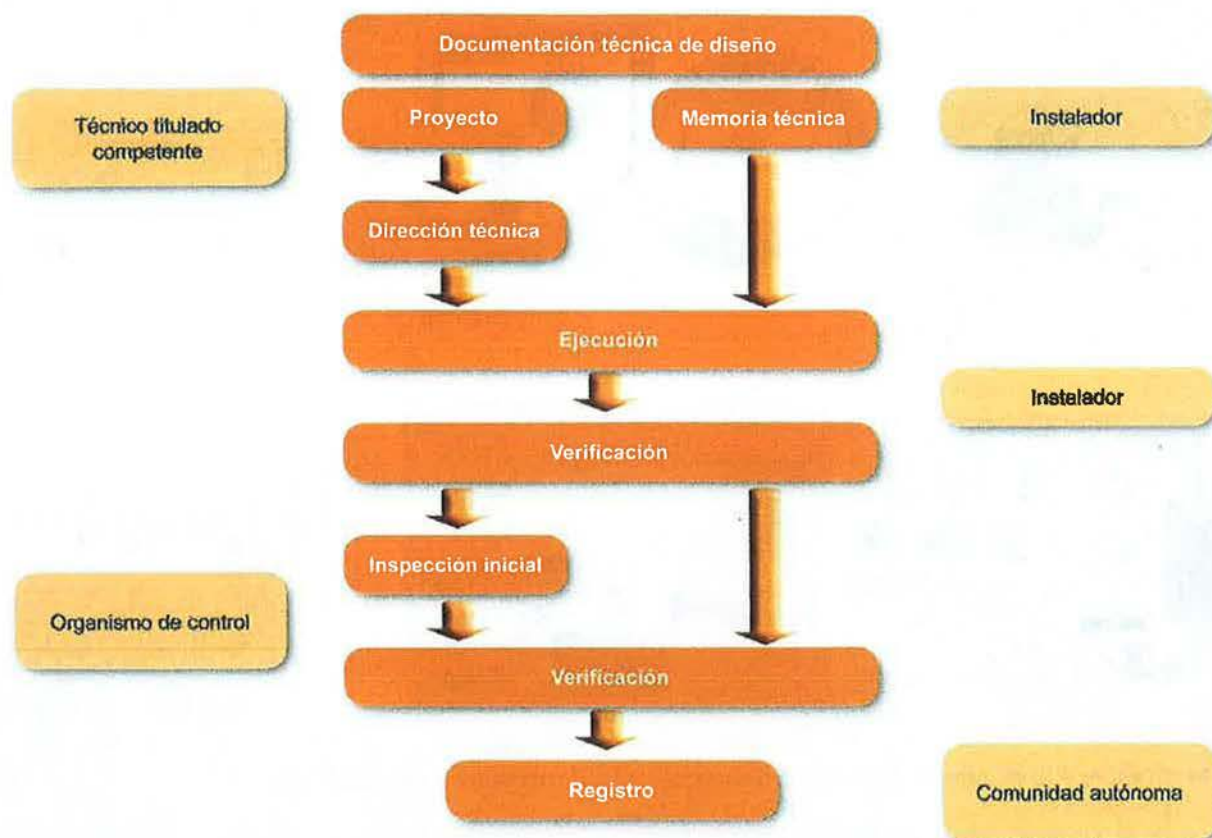 Documentación técnica de diseño
Técnico titulado
competente
Proyecto
Memoria técnica
Instalador
Dirección técnica
Ejecución
Instalador
Verificación
Inspección inicial
Organismo de control
Verificación
Registro
Comunidad autónoma